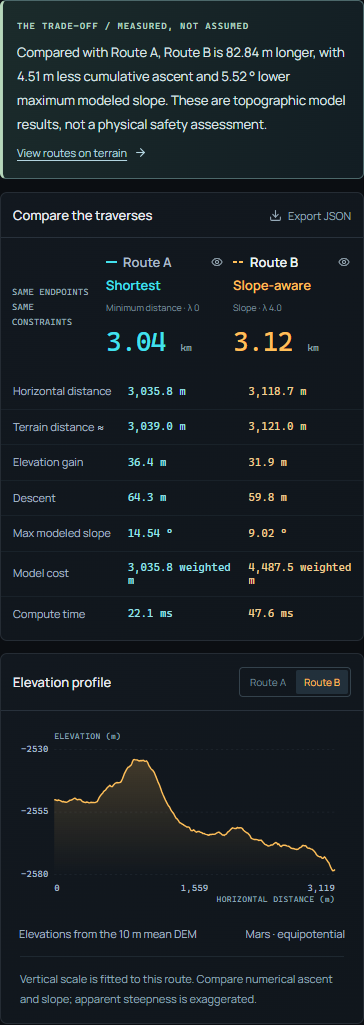 THE TRADE-OFF / MEASURED, NOT ASSUMED
Compared with Route A, Route B is 82.84 m longer, with
4.51 m less cumulative ascent and 5.52 ° lower
maximum modeled slope. These are topographic model
results, not a physical safety assessment.
View routes on terrain →
Compare the traverses
Export JSON
SAME ENDPOINTS
SAME
CONSTRAINTS
Route A
Shortest
Minimum distance · λ 0
3.04 km
Route B
Slope-aware
Slope · λ 4.0
3.12 km
Horizontal distance 3,035.8 m 3,118.7 m
Terrain distance ≈ 3,039.0 m 3,121.0 m
Elevation gain 36.4 m 31.9 m
Descent 64.3 m 59.8 m
Max modeled slope 14.54 ° 9.02 °
Model cost 3,035.8 weighted m 4,487.5 weighted m
Compute time 22.1 ms 47.6 ms
Elevation profile
Route A Route B
ELEVATION (m)
−2530
−2555
−2580
0 1,559 3,119
HORIZONTAL DISTANCE (m)
Elevations from the 10 m mean DEM
Mars · equipotential
Vertical scale is fitted to this route. Compare numerical ascent
and slope; apparent steepness is exaggerated.